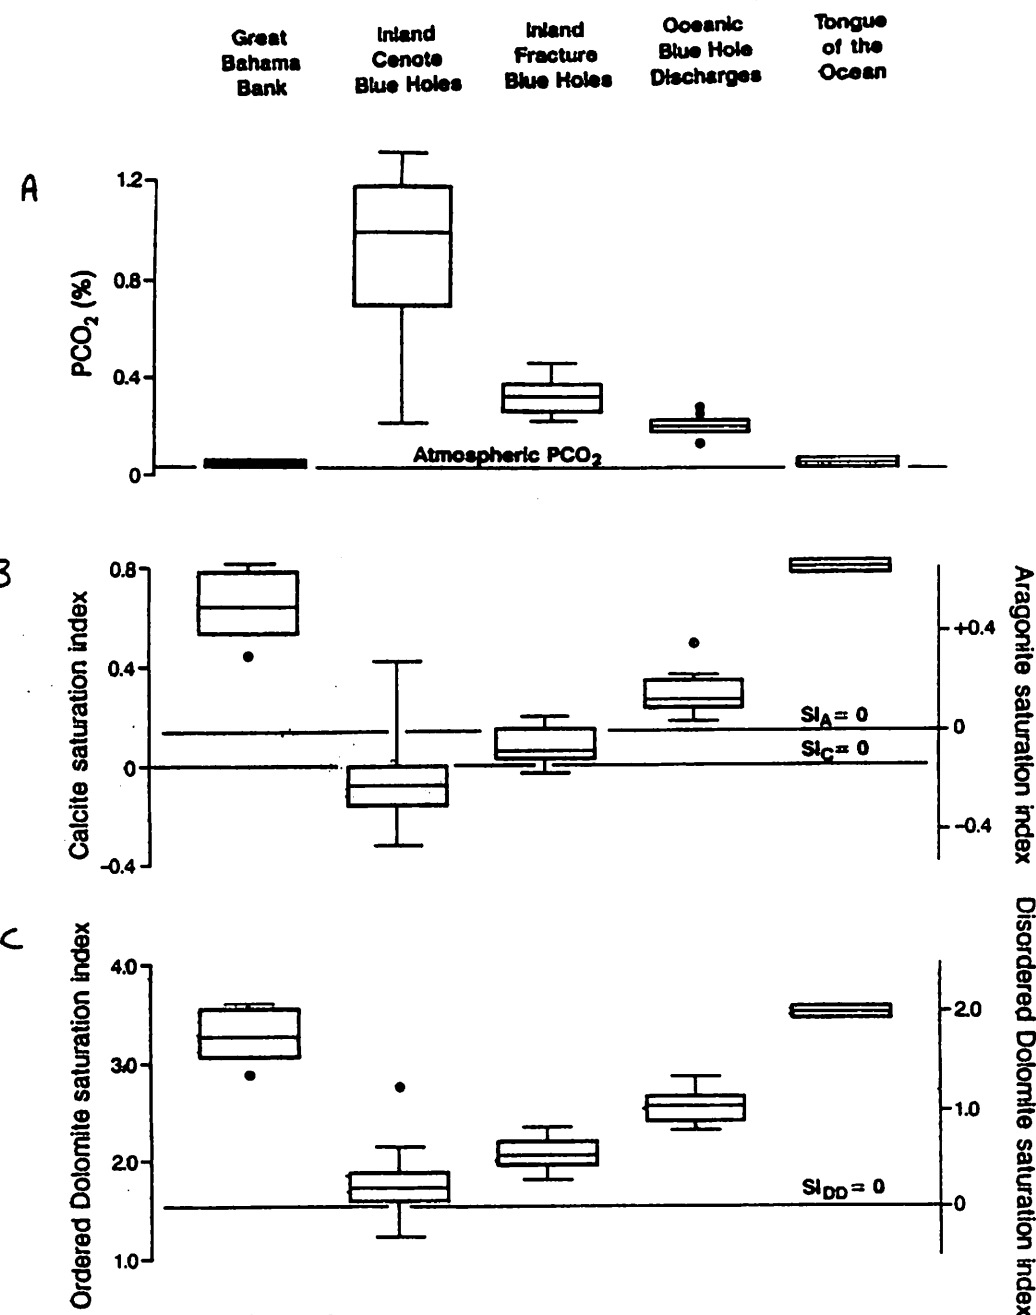 Great
Bahama
Bank
Inland
Cenote
Blue Holes
Inland
Fracture
Blue Holes
Oceanic
Blue Hole
Discharges
Tongue
of the
Ocean
A
PCO2 (%)
1.2
0.8
0.4
0
Atmospheric PCO2
B
Calcite saturation index
0.8
0.4
0
-0.4
SIA= 0
SIC= 0
+0.4
0
-0.4
Aragonite saturation index
C
Ordered Dolomite saturation index
4.0
3.0
2.0
1.0
SIDD= 0
2.0
1.0
0
Disordered Dolomite saturation index